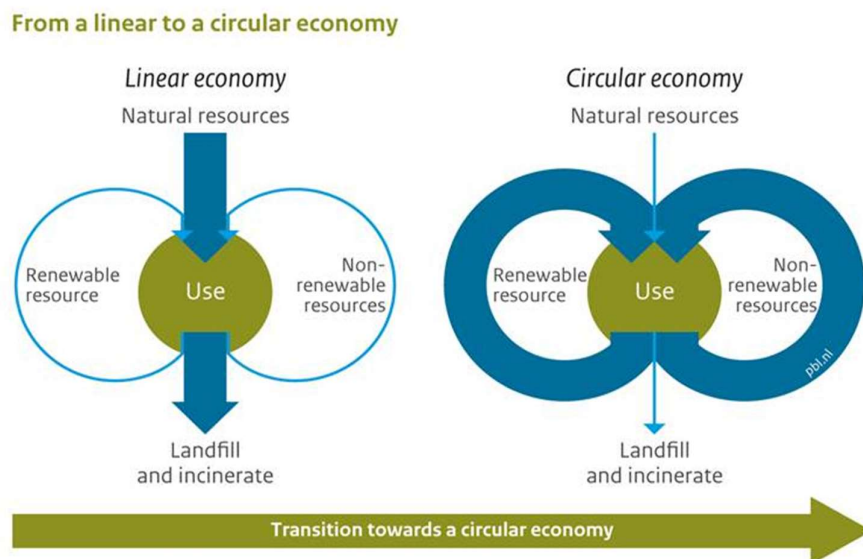 From a linear to a circular economy
Linear economy
Natural resources
Renewable
resource
Use
Non-
renewable
resources
Landfill
and incinerate
Circular economy
Natural resources
Renewable
resource
Use
Non-
renewable
resources
pbl.nl
Landfill
and incinerate
Transition towards a circular economy